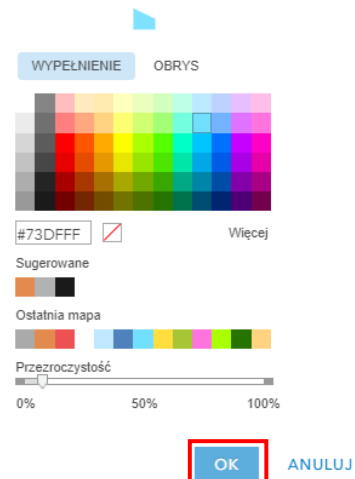 WYPEŁNIENIE OBRYS
#73DFFF Więcej
Sugerowane
Ostatnia mapa
Przezroczystość
0% 50% 100%
OK ANULUJ